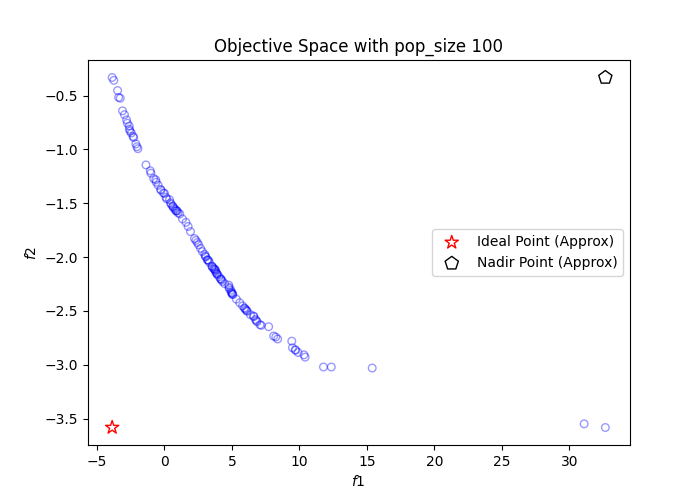 Objective Space with pop_size 100
−0.5
−1.0
−1.5
−2.0
−2.5
−3.0
−3.5
f2
Ideal Point (Approx)
Nadir Point (Approx)
−5 0 5 10 15 20 25 30
f1